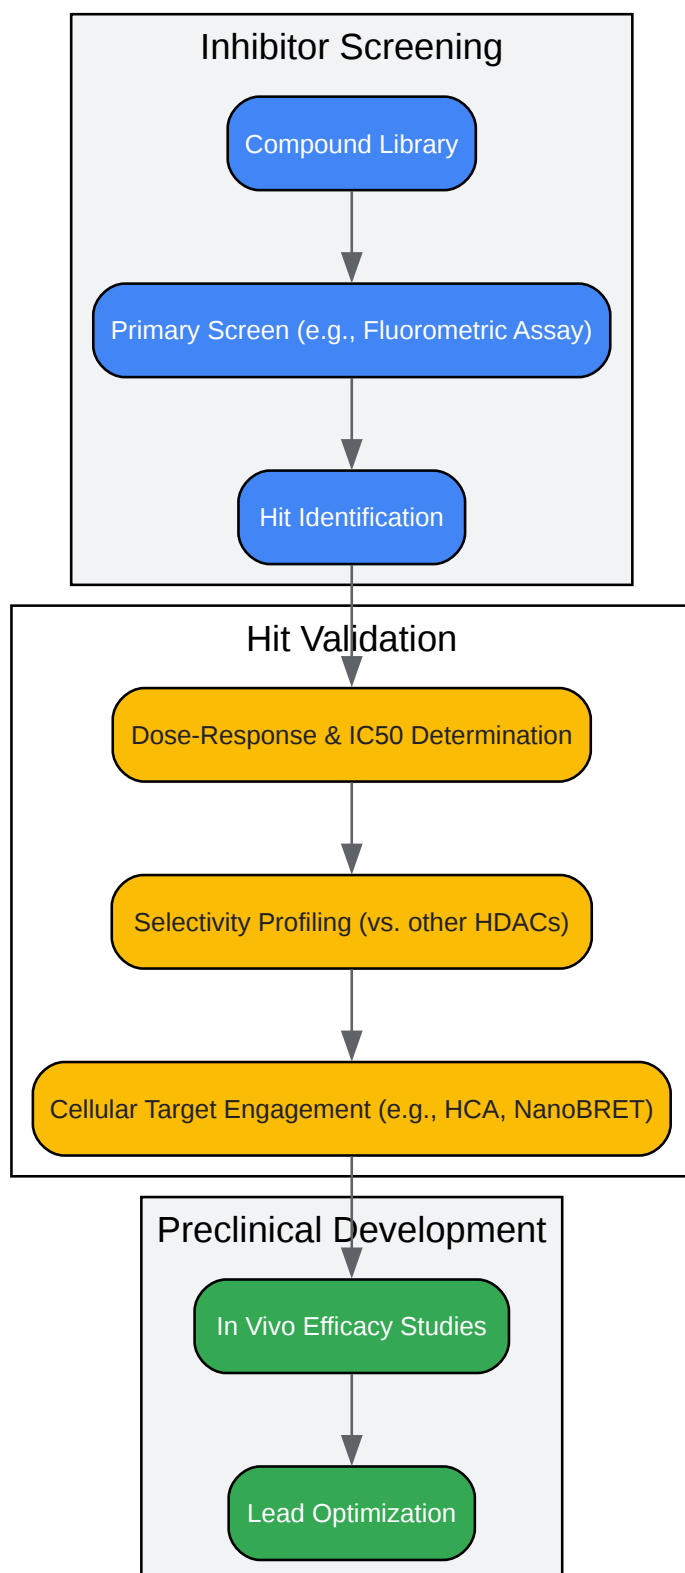 Inhibitor Screening
Compound Library
Primary Screen (e.g., Fluorometric Assay)
Hit Identification
Hit Validation
Dose-Response & IC50 Determination
Selectivity Profiling (vs. other HDACs)
Cellular Target Engagement (e.g., HCA, NanoBRET)
Preclinical Development
In Vivo Efficacy Studies
Lead Optimization